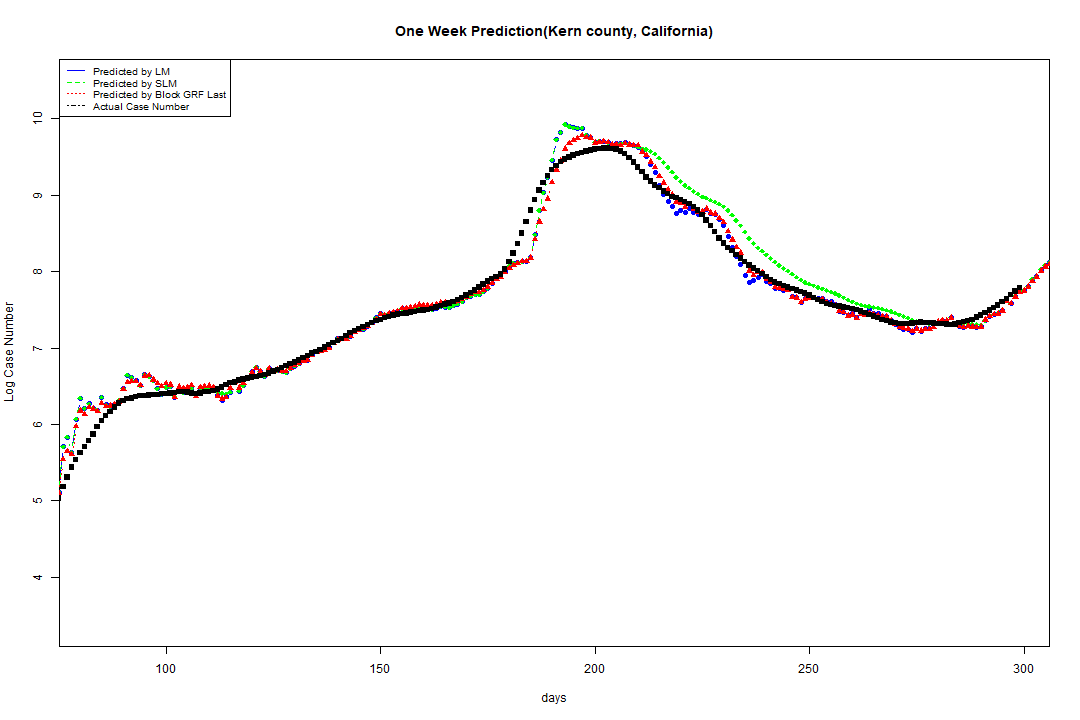 One Week Prediction(Kern county, California)
Predicted by LM
Predicted by SLM
Predicted by Block GRF Last
Actual Case Number
Log Case Number
10
9
8
7
6
5
4
100 150 200 250 300
days